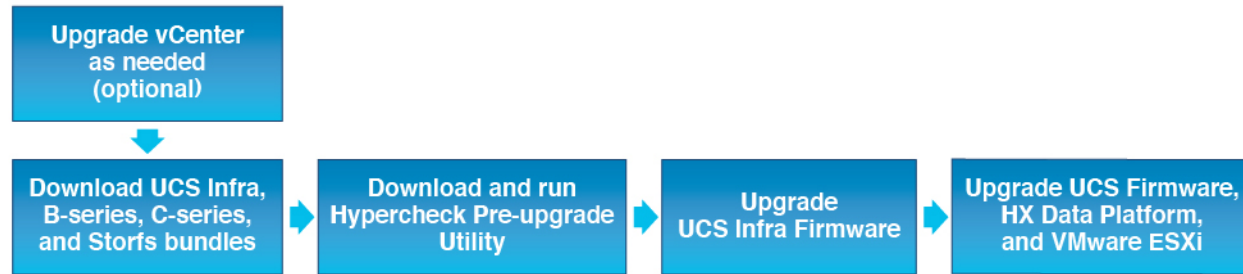 Upgrade vCenter
as needed
(optional)
Download UCS Infra,
B-series, C-series,
and Storfs bundles
Download and run
Hypercheck Pre-upgrade
Utility
Upgrade
UCS Infra Firmware
Upgrade UCS Firmware,
HX Data Platform,
and VMware ESXi